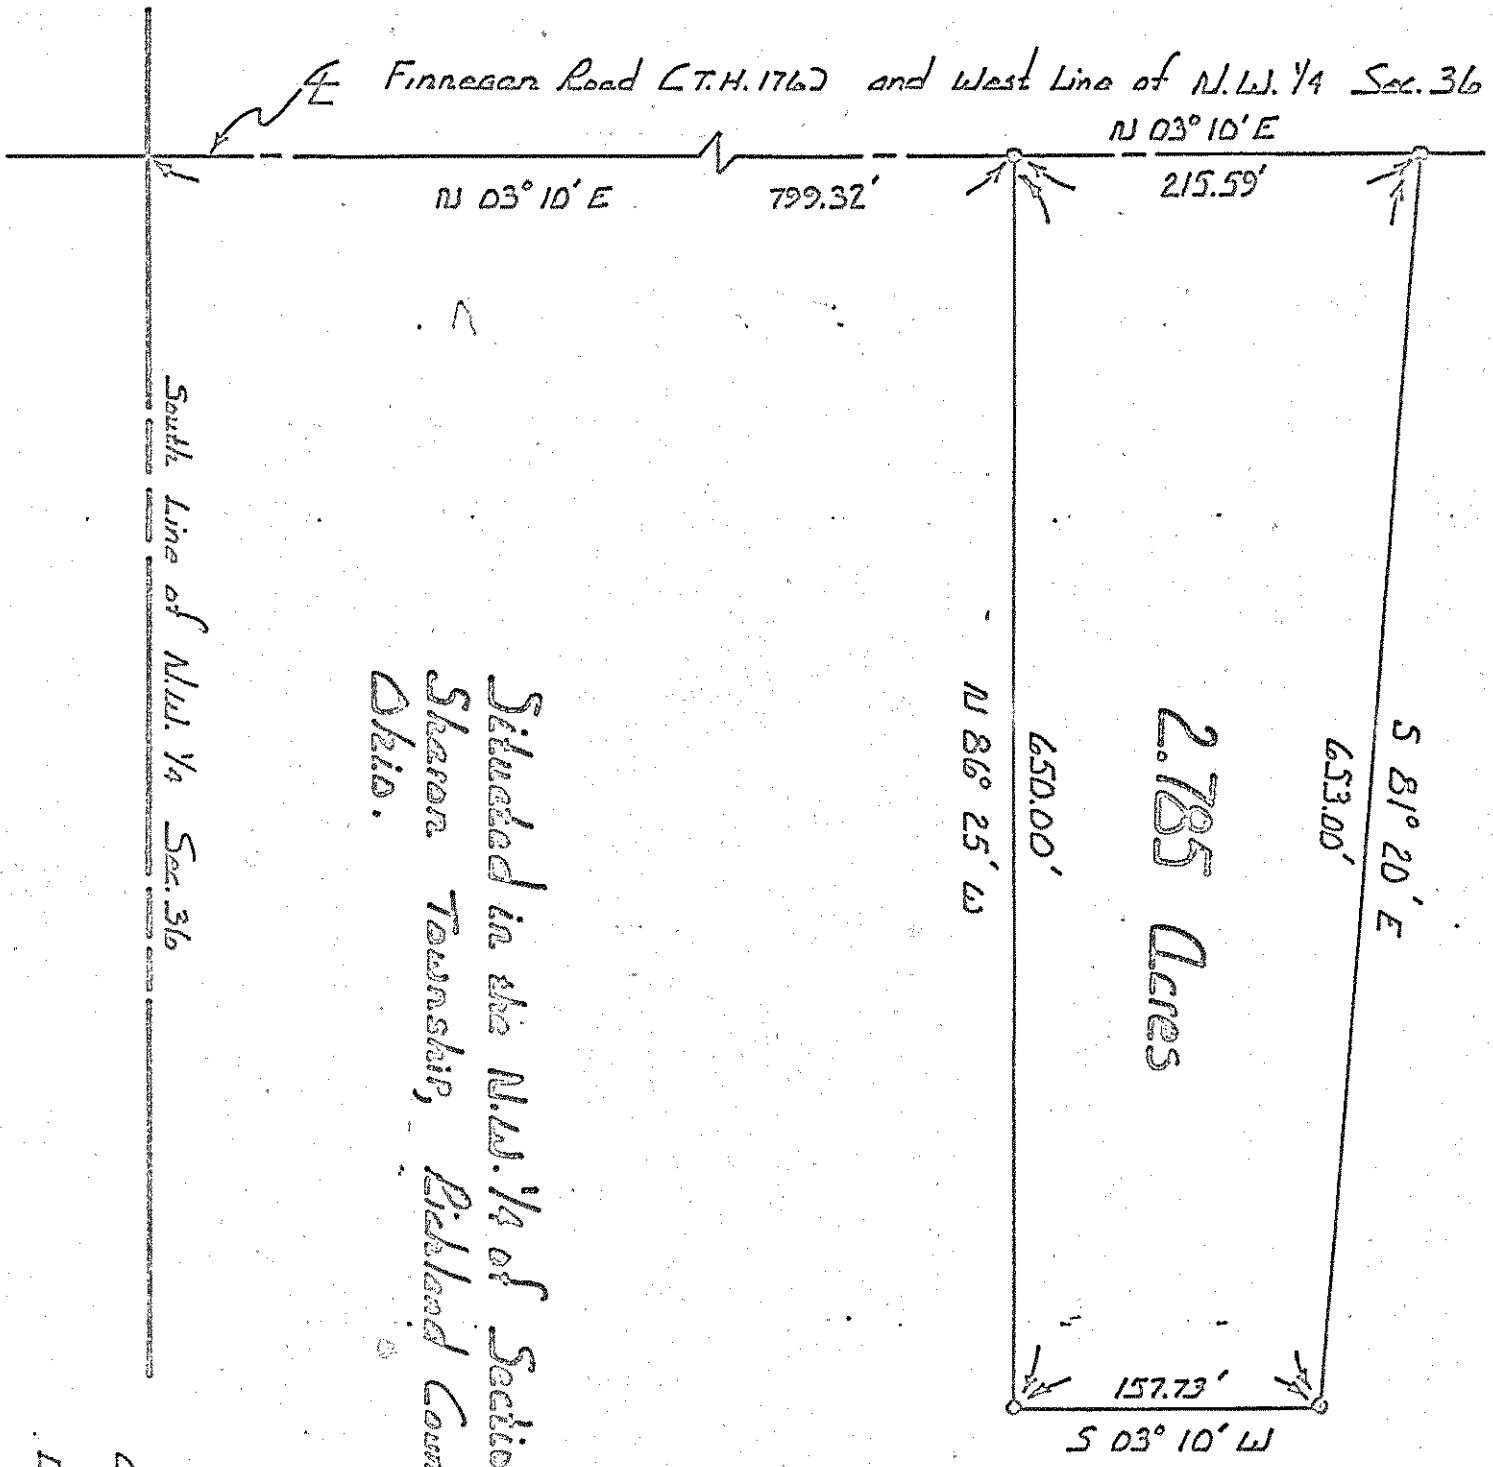 ℄ Finnegan Road (T.H. 176) and West Line of N.W. 1/4 Sec. 36
N 03° 10' E
N 03° 10' E
799.32'
215.59'
South Line of N.W. 1/4 Sec. 36
S 81° 20' E
653.00'
2.785 Acres
650.00'
N 86° 25' W
Situated in the N.W. 1/4 of Sectio
Sharon Township, Richland Coun
Ohio.
157.73'
S 03° 10' W